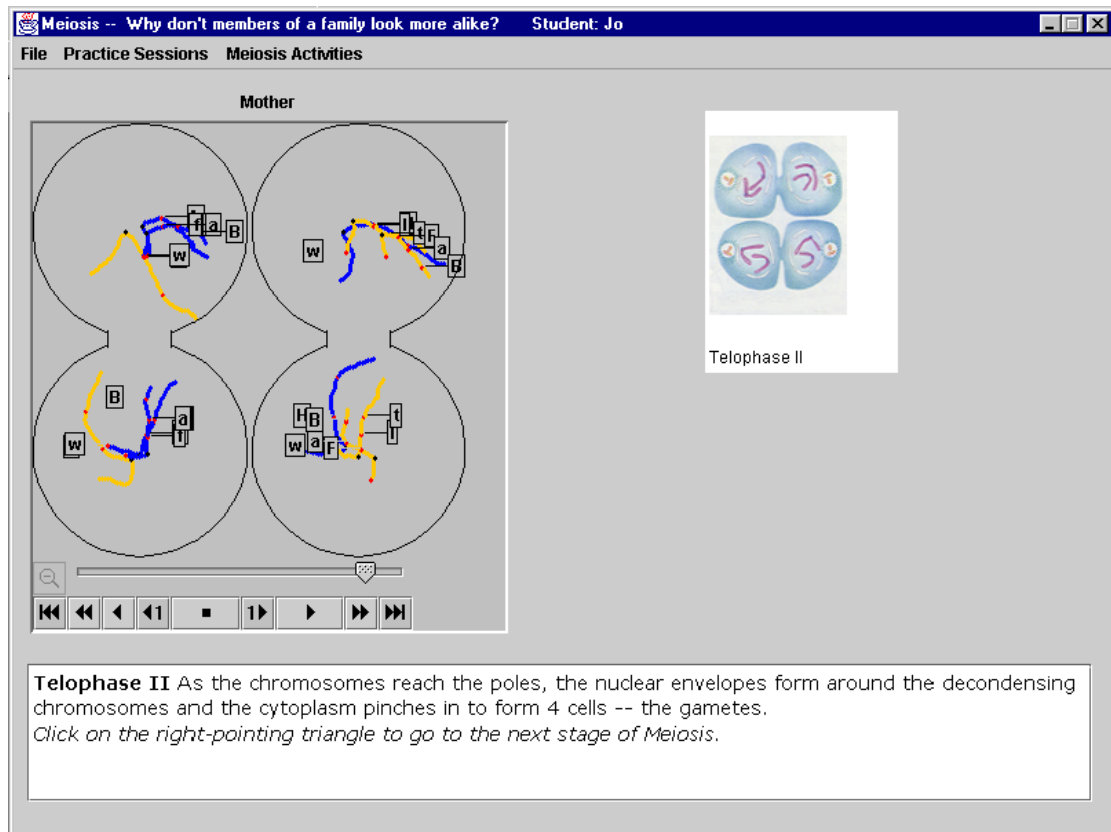 Meiosis -- Why don't members of a family look more alike? Student: Jo
File Practice Sessions Meiosis Activities
Mother
f a B
w
w
t F a B
B
a
w
f
H B
w a F
t
l
Telophase II
1 1
Telophase II As the chromosomes reach the poles, the nuclear envelopes form around the decondensing
chromosomes and the cytoplasm pinches in to form 4 cells -- the gametes.
Click on the right-pointing triangle to go to the next stage of Meiosis.